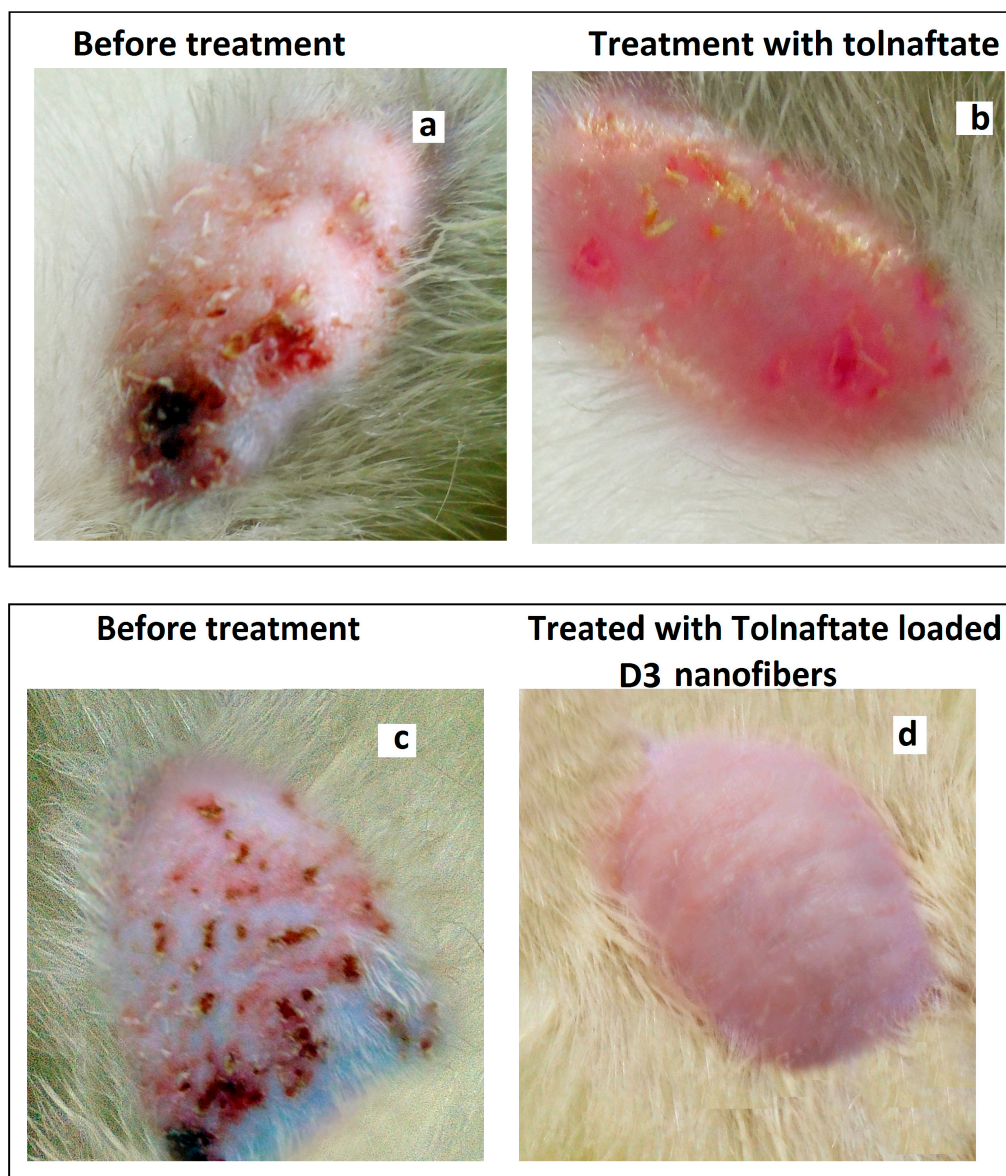 Before treatment
Treatment with tolnaftate
a
b
Before treatment
Treated with Tolnaftate loaded
D3 nanofibers
c
d